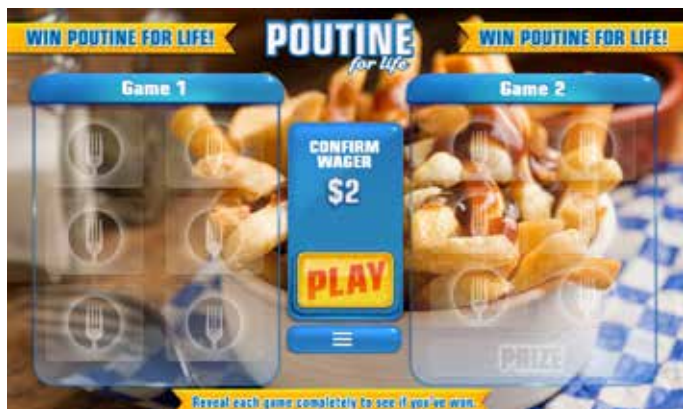 WIN POUTINE FOR LIFE!
POUTINE
for life
WIN POUTINE FOR LIFE!
Game 1
Game 2
CONFIRM
WAGER
$2
PLAY
PRIZE
Reveal each game completely to see if you've won.